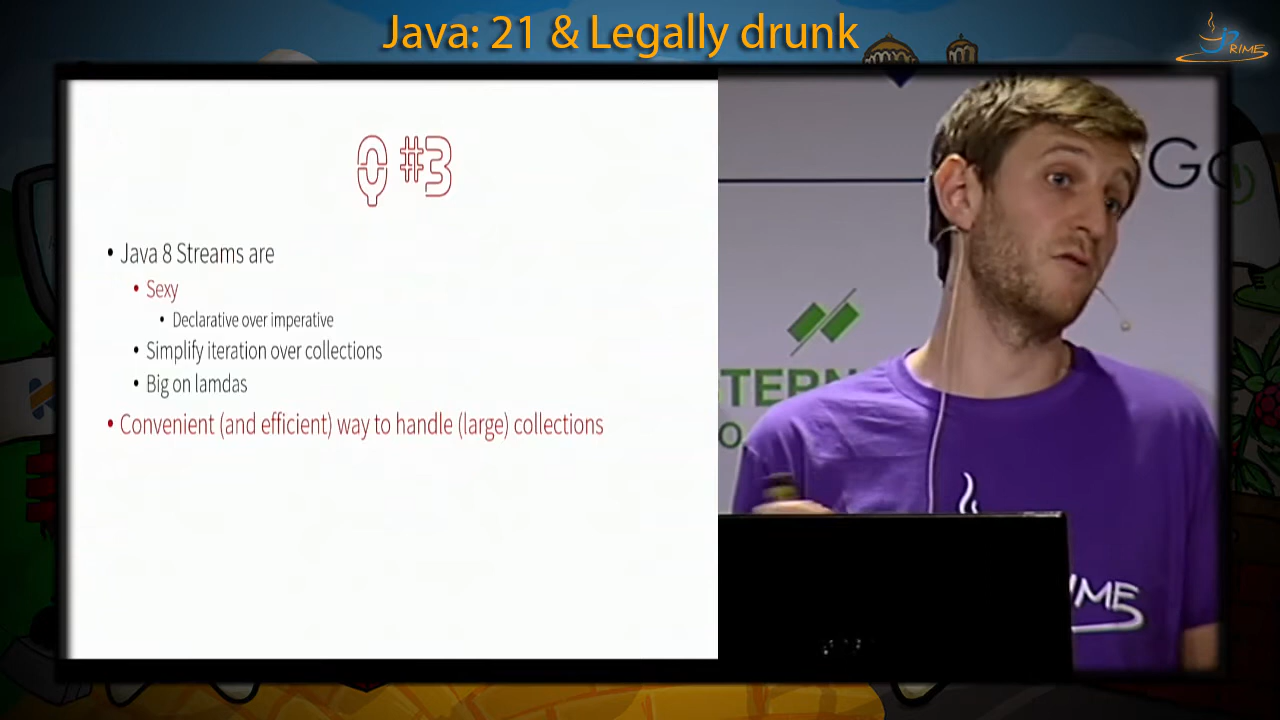 Java: 21 & Legally drunk
PRIME
Q #3
• Java 8 Streams are
• Sexy
• Declarative over imperative
• Simplify iteration over collections
• Big on lamdas
• Convenient (and efficient) way to handle (large) collections